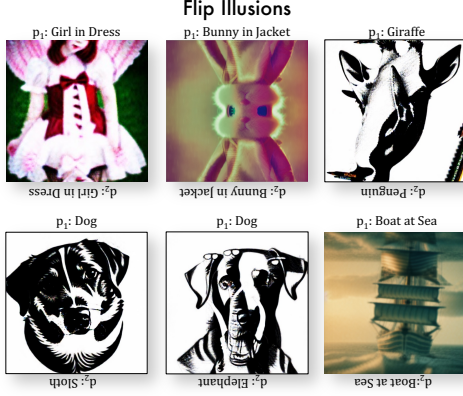 Flip Illusions
p₁: Girl in Dress
p₁: Bunny in Jacket
p₁: Giraffe
p₂: Girl in Dress
p₂: Bunny in Jacket
p₂: Penguin
p₁: Dog
p₁: Dog
p₁: Boat at Sea
p₂: Sloth
p₂: Elephant
p₂:Boat at Sea